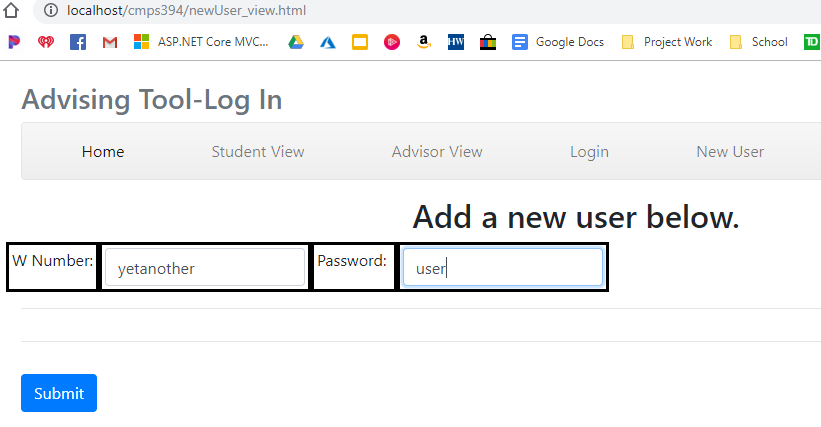 localhost/cmps394/newUser_view.html
ASP.NET Core MVC... HW Google Docs Project Work School TD
Advising Tool-Log In
Home Student View Advisor View Login New User
Add a new user below.
W Number: yetanother Password: user
Submit